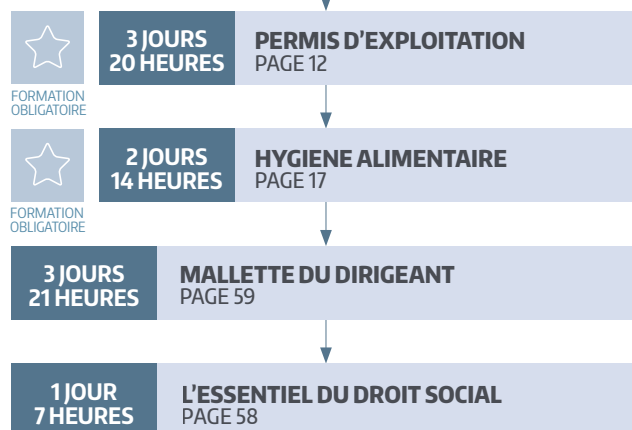 3 JOURS
20 HEURES
PERMIS D'EXPLOITATION
PAGE 12
FORMATION
OBLIGATOIRE
2 JOURS
14 HEURES
HYGIENE ALIMENTAIRE
PAGE 17
FORMATION
OBLIGATOIRE
3 JOURS
21 HEURES
MALLETTE DU DIRIGEANT
PAGE 59
1 JOUR
7 HEURES
L'ESSENTIEL DU DROIT SOCIAL
PAGE 58